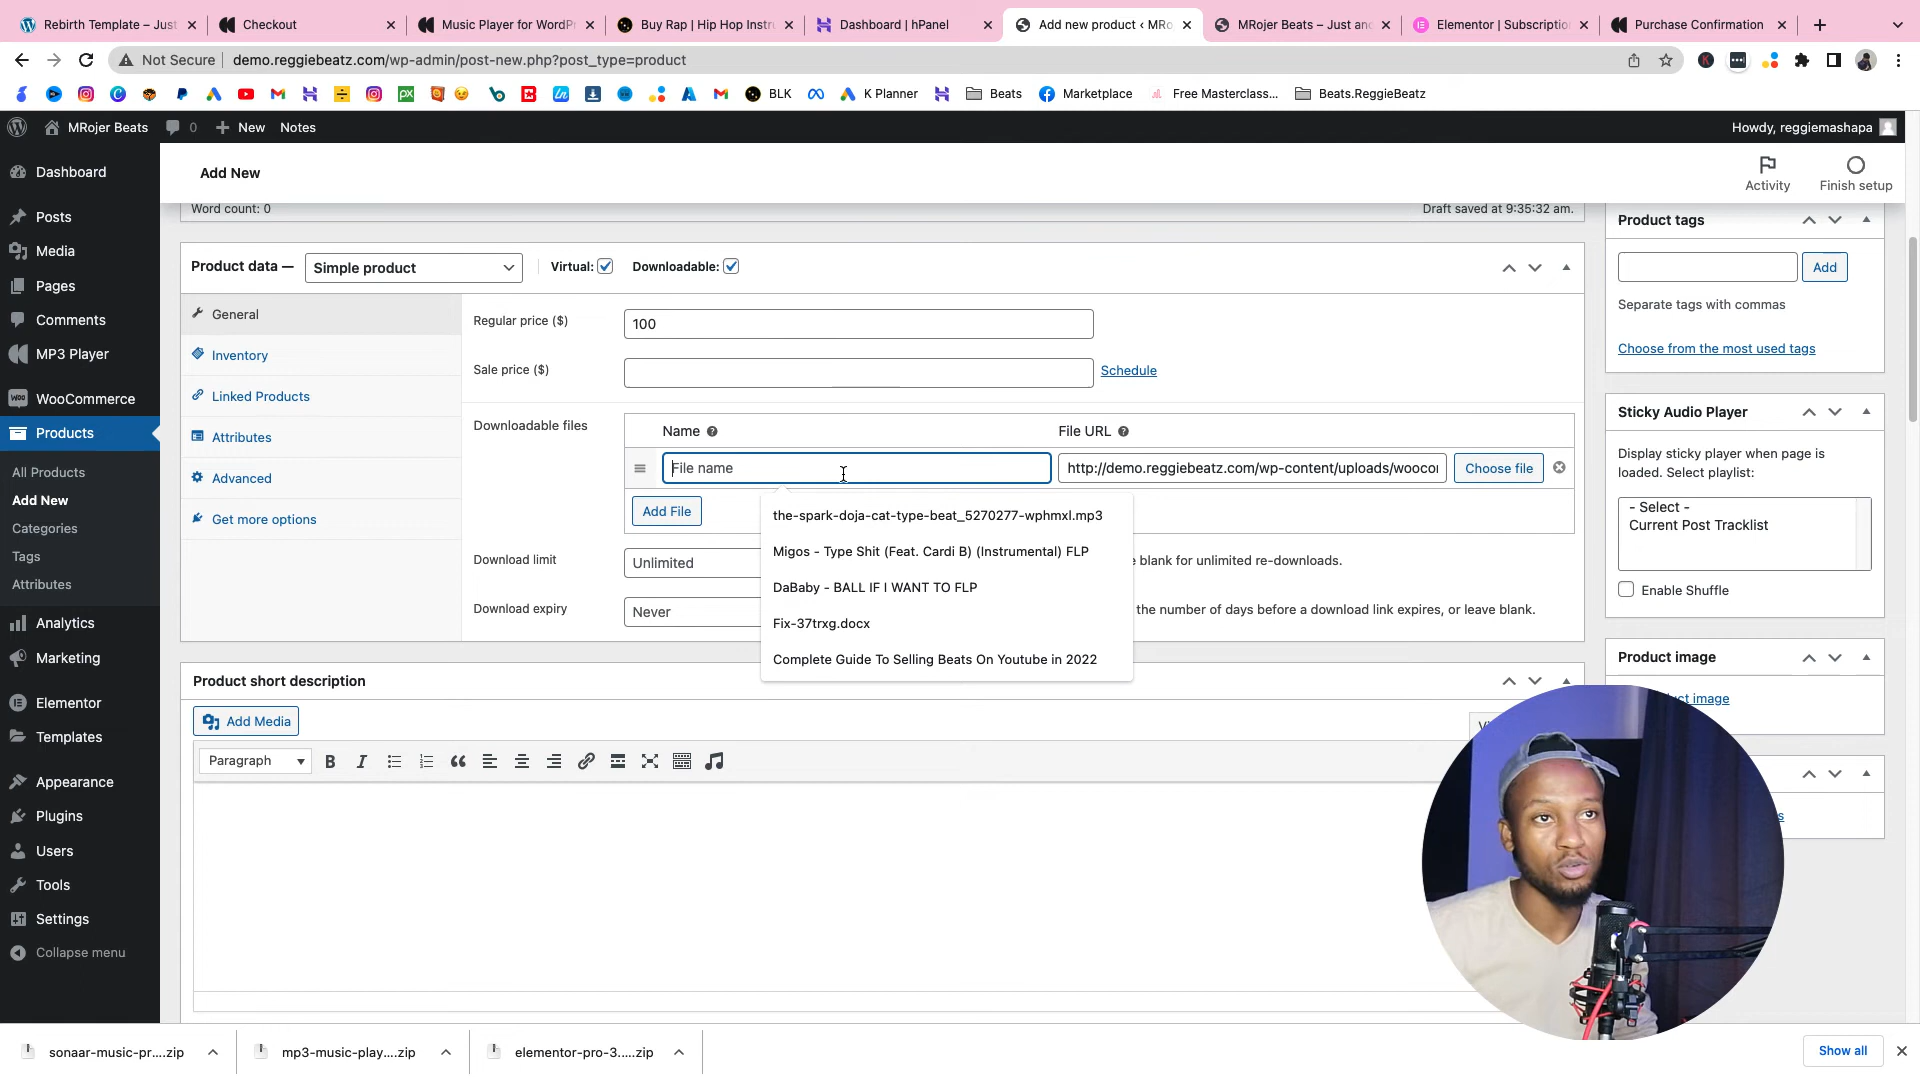 Rebirth Template – Just
Checkout
Music Player for WordPr
Buy Rap | Hip Hop Instru
Dashboard | hPanel
Add new product ‹ MRo
MRojer Beats – Just ano
Elementor | Subscriptio
Purchase Confirmation
Not Secure
demo.reggiebeatz.com/wp-admin/post-new.php?post_type=product
BLK
K Planner
Beats
Marketplace
Free Masterclass...
Beats.ReggieBeatz
MRojer Beats
0
New
Notes
Howdy, reggiemashapa
Add New
Activity
Finish setup
Dashboard
Posts
Media
Pages
Comments
MP3 Player
WooCommerce
Products
All Products
Add New
Categories
Tags
Attributes
Analytics
Marketing
Elementor
Templates
Appearance
Plugins
Users
Tools
Settings
Collapse menu
Word count: 0
Draft saved at 9:35:32 am.
Product data —
Simple product
Virtual:
Downloadable:
General
Inventory
Linked Products
Attributes
Advanced
Get more options
Regular price ($)
100
Sale price ($)
Schedule
Downloadable files
Name
File URL
File name
http://demo.reggiebeatz.com/wp-content/uploads/wooco
Choose file
Add File
the-spark-doja-cat-type-beat_5270277-wphmxl.mp3
Migos - Type Shit (Feat. Cardi B) (Instrumental) FLP
DaBaby - BALL IF I WANT TO FLP
Fix-37trxg.docx
Complete Guide To Selling Beats On Youtube in 2022
Download limit
Unlimited
blank for unlimited re-downloads.
Download expiry
Never
the number of days before a download link expires, or leave blank.
Product short description
Add Media
Paragraph
Product tags
Add
Separate tags with commas
Choose from the most used tags
Sticky Audio Player
Display sticky player when page is
loaded. Select playlist:
- Select -
Current Post Tracklist
Enable Shuffle
Product image
image
sonaar-music-pr....zip
mp3-music-play....zip
elementor-pro-3.....zip
Show all